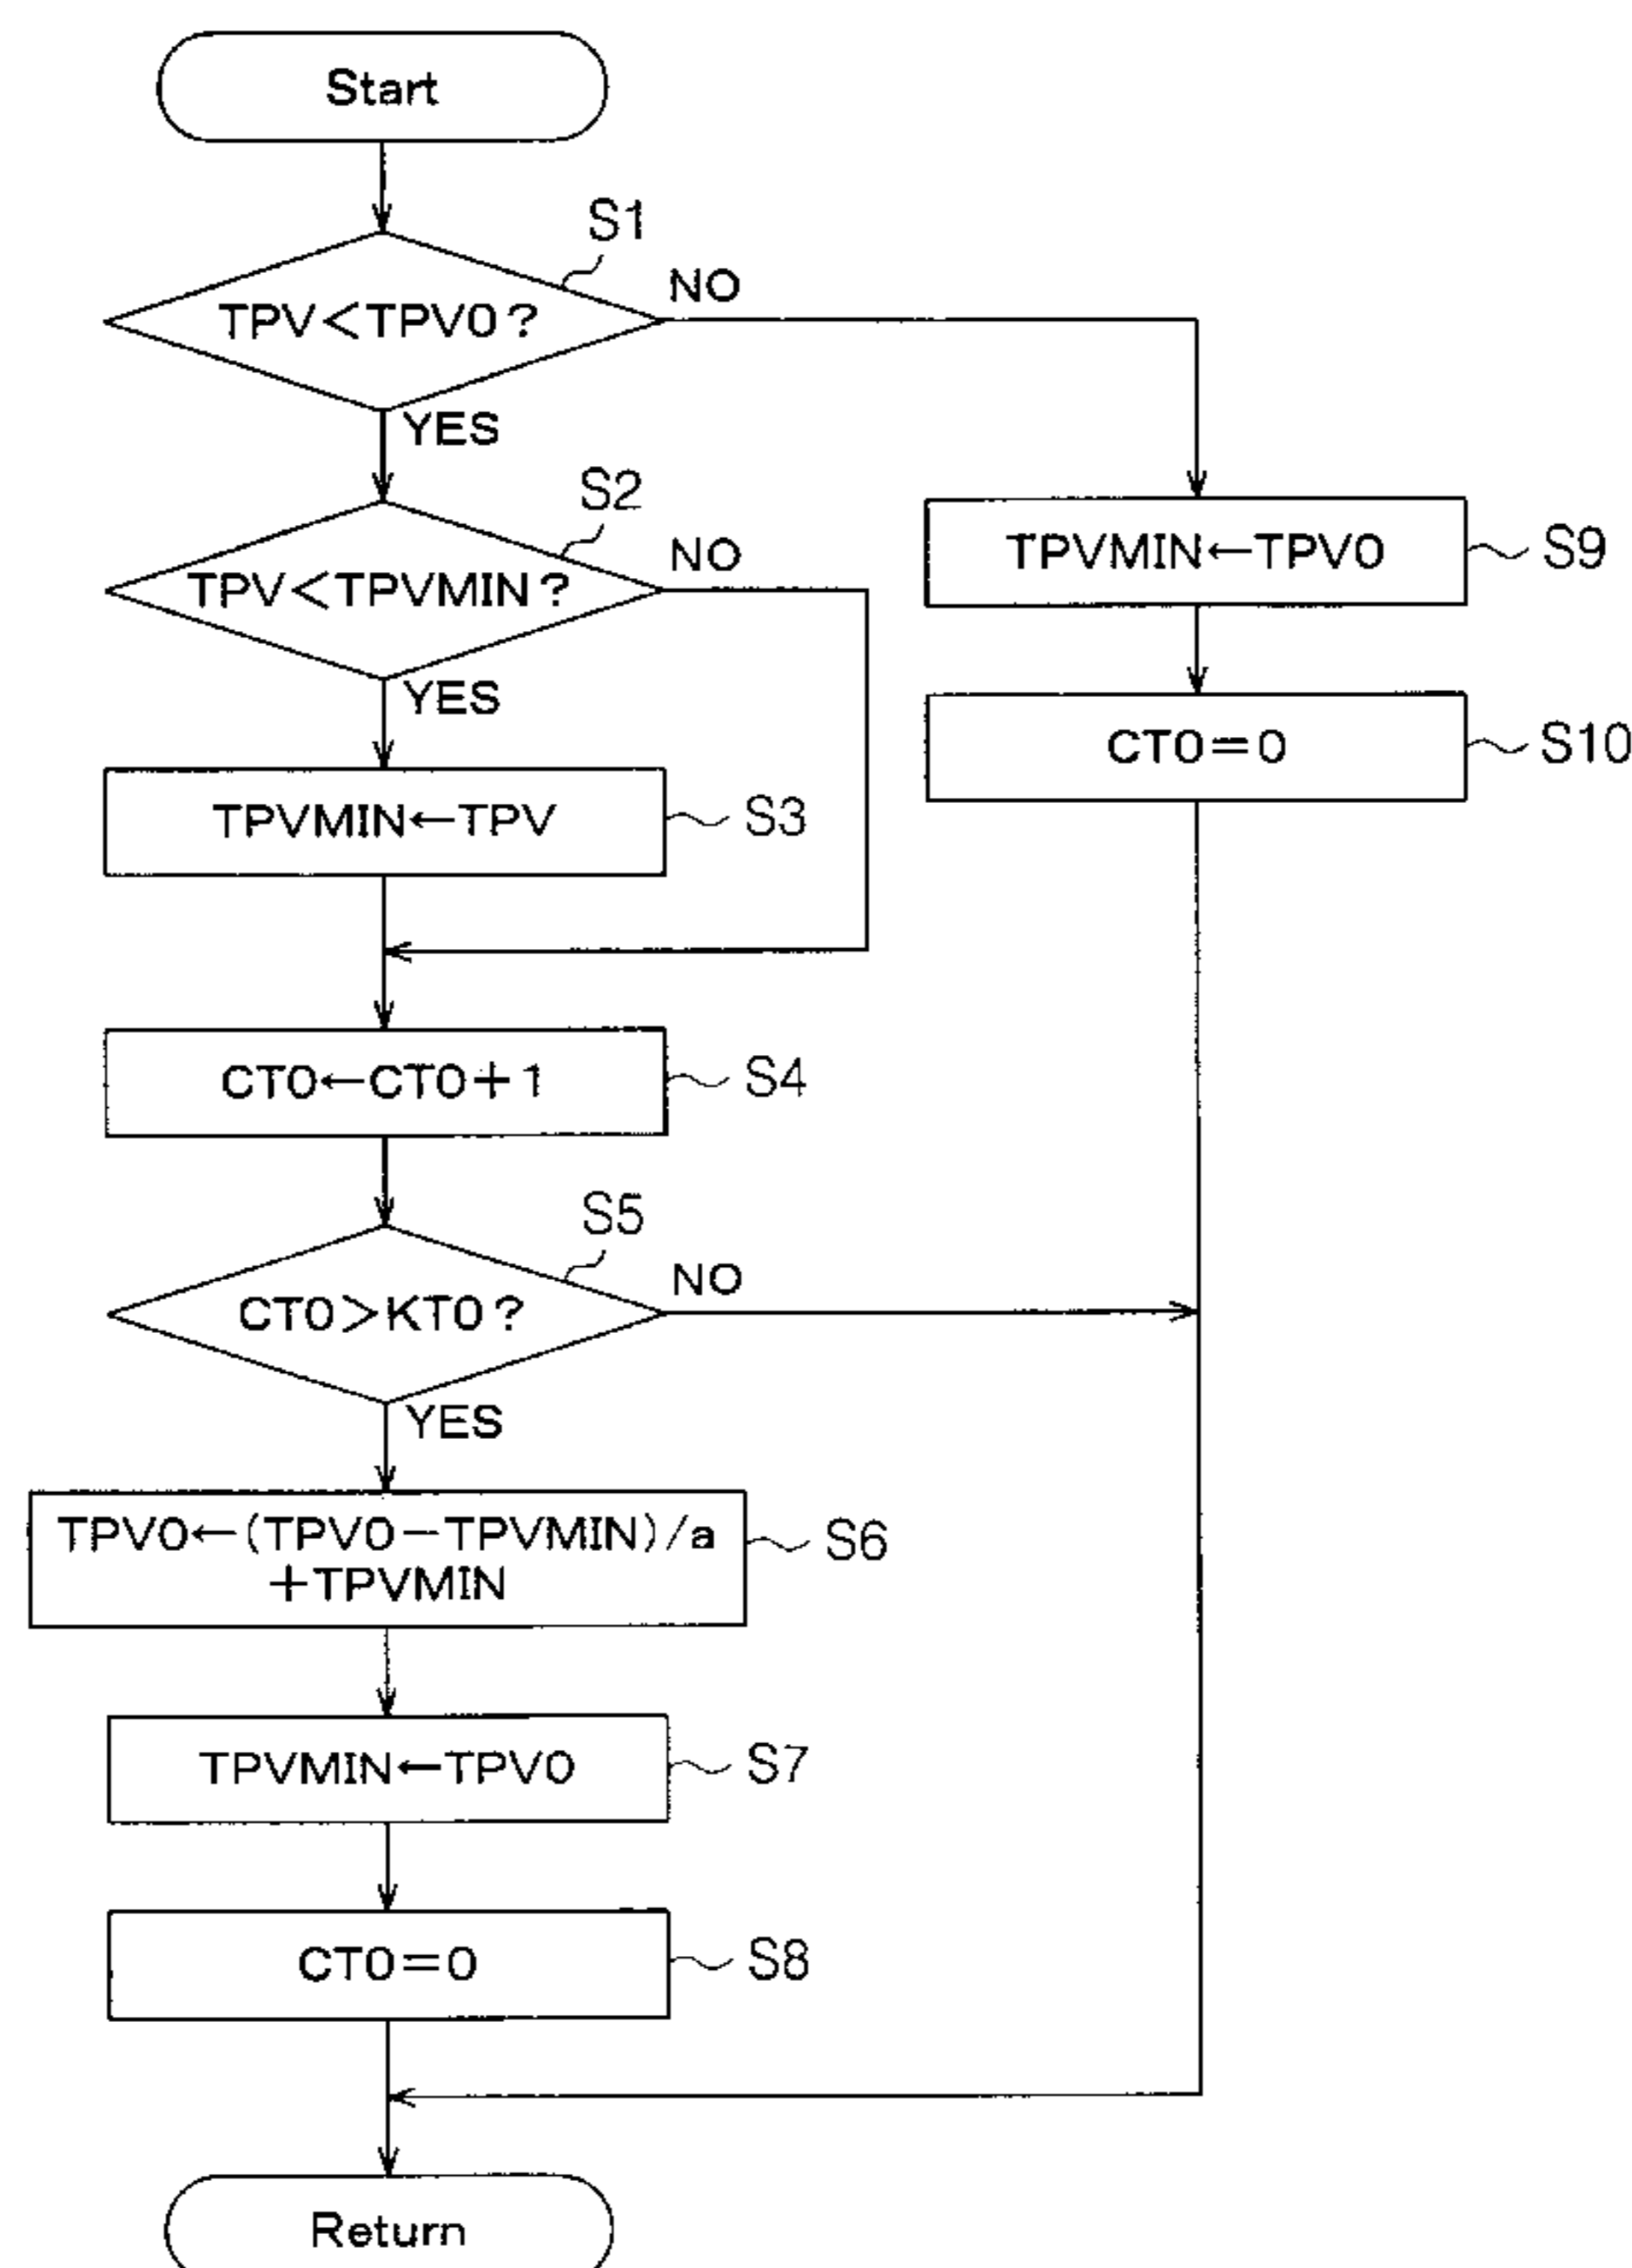 Start
S1
TPV<TPV0?
NO
YES
S2
TPV<TPVMIN?
NO
YES
TPVMIN←TPV0
S9
CT0=0
S10
TPVMIN←TPV
S3
CT0←CT0+1
S4
S5
CT0>KT0?
NO
YES
TPV0←(TPV0-TPVMIN)/a
+TPVMIN
S6
TPVMIN←TPV0
S7
CT0=0
S8
Return